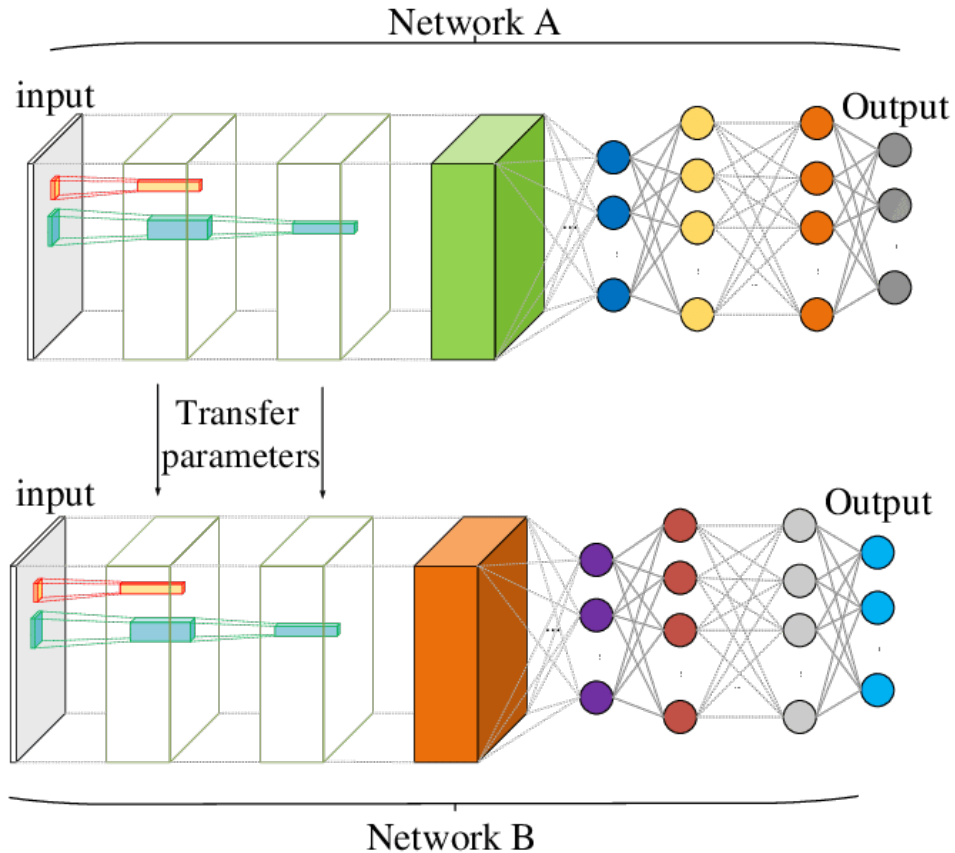 Network A
input
Output
...
Transfer
parameters
input
Output
...
Network B